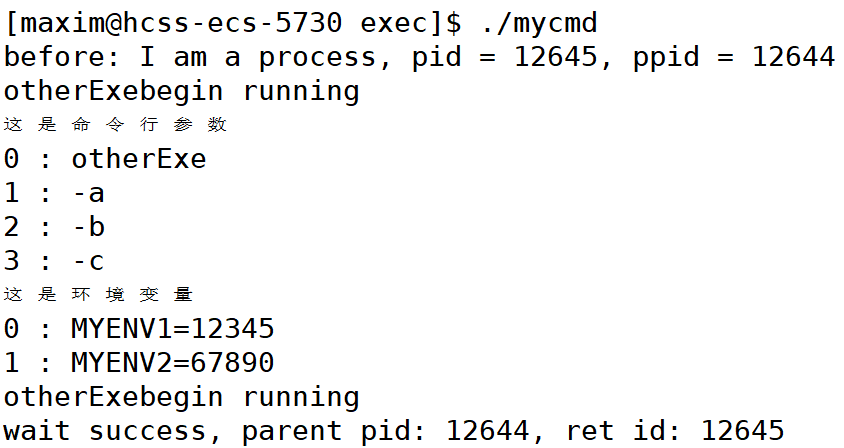 [maxim@hcss-ecs-5730 exec]$ ./mycmd
before: I am a process, pid = 12645, ppid = 12644
otherExebegin running
这是命令行参数
0 : otherExe
1 : -a
2 : -b
3 : -c
这是环境变量
0 : MYENV1=12345
1 : MYENV2=67890
otherExebegin running
wait success, parent pid: 12644, ret id: 12645